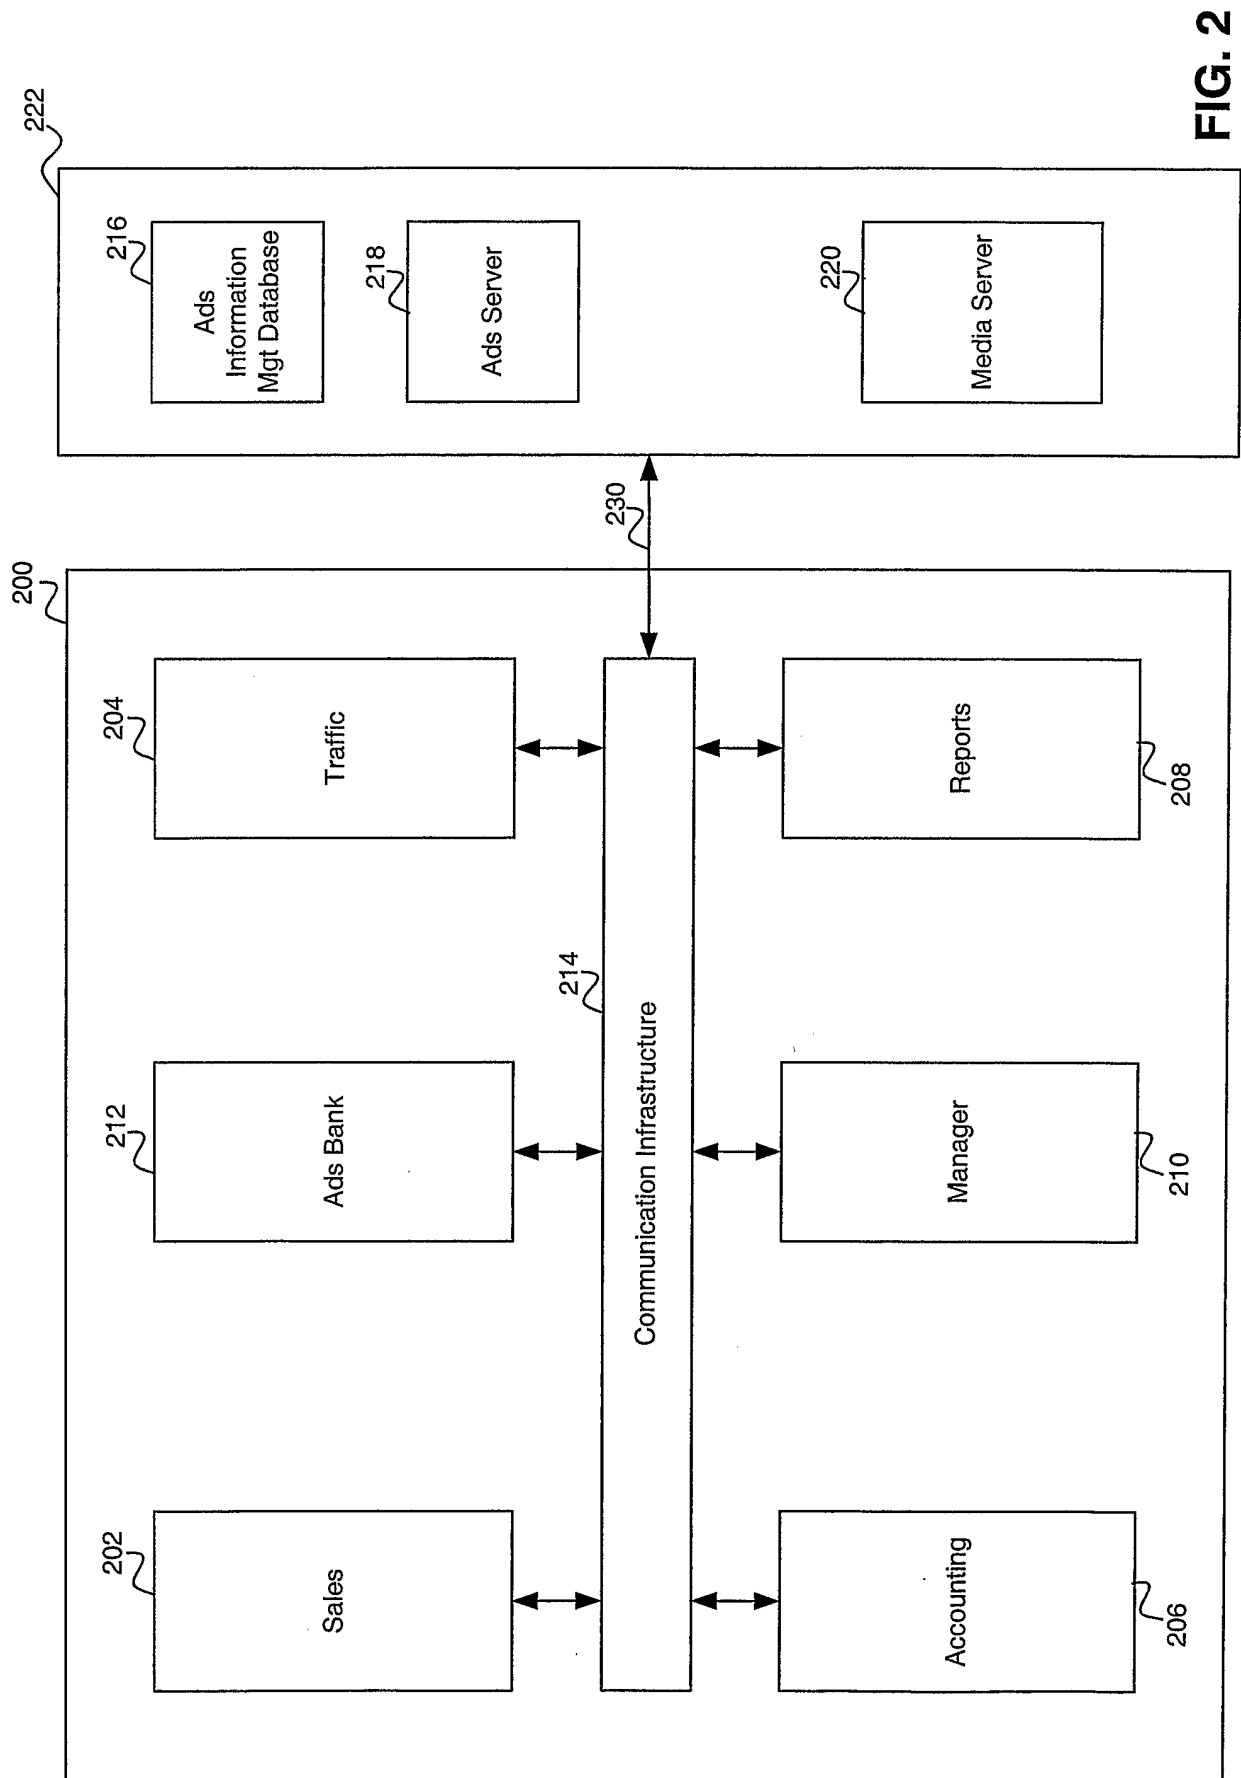 200
202
Sales
212
Ads Bank
204
Traffic
214
Communication Infrastructure
Accounting
206
Manager
210
Reports
208
230
222
216
Ads
Information
Mgt Database
218
Ads Server
220
Media Server
FIG. 2